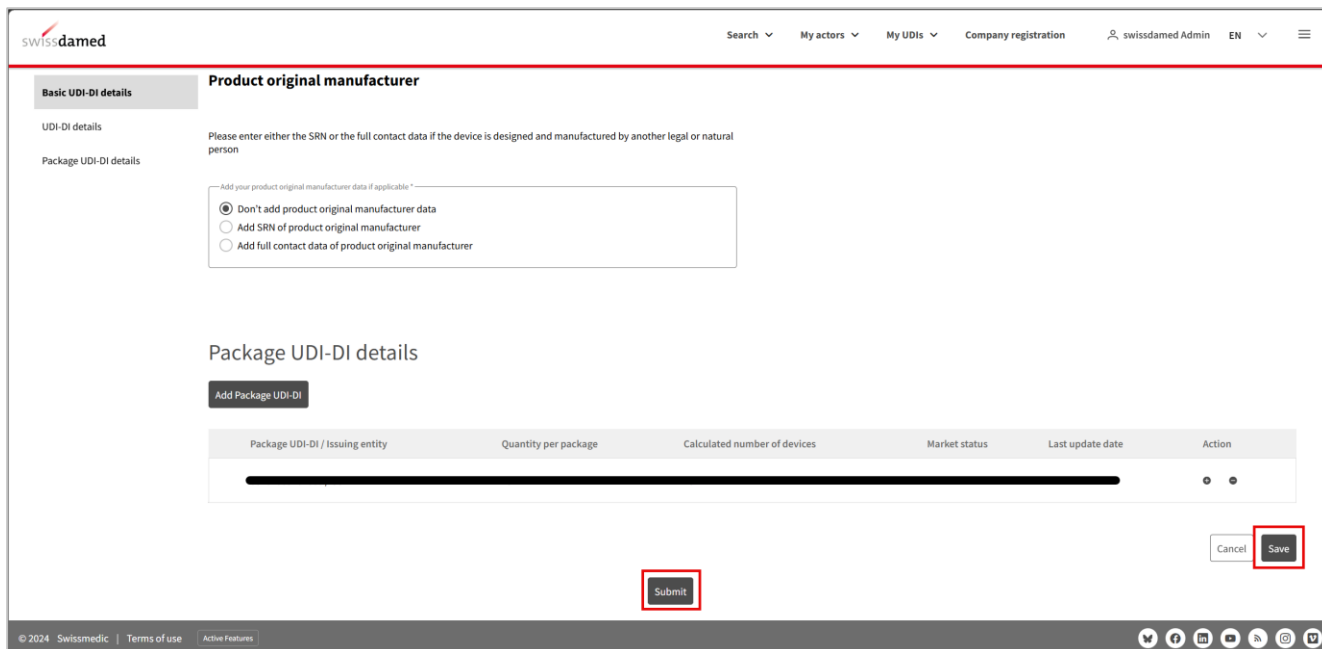 swissdamed
Search My actors My UDIs Company registration swissdamed Admin EN
Basic UDI-DI details
UDI-DI details
Package UDI-DI details
Product original manufacturer
Please enter either the SRN or the full contact data if the device is designed and manufactured by another legal or natural
person
Add your product original manufacturer data if applicable *
Don't add product original manufacturer data
Add SRN of product original manufacturer
Add full contact data of product original manufacturer
Package UDI-DI details
Add Package UDI-DI
Package UDI-DI / Issuing entity Quantity per package Calculated number of devices Market status Last update date Action
Cancel Save
Submit
© 2024 Swissmedic | Terms of use Active Features